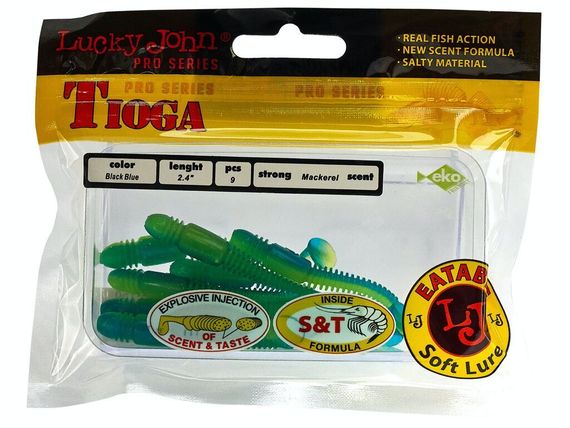 Lucky John
PRO SERIES
• REAL FISH ACTION
• NEW SCENT FORMULA
• SALTY MATERIAL
PRO SERIES
PRO SERIES
TIOGA
color
Black Blue
lenght
2.4"
pcs
9
strong Mackerel scent
eko
EXPLOSIVE INJECTION
OF
SCENT & TASTE
INSIDE
S&T
FORMULA
LJ
LJ
Soft Lure